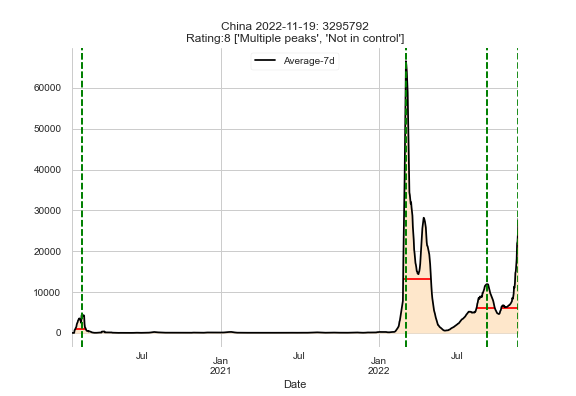 China 2022-11-19: 3295792
Rating:8 ['Multiple peaks', 'Not in control']
Average-7d
60000
50000
40000
30000
20000
10000
0
Jul
Jan
2021
Jul
Jan
2022
Jul
Date